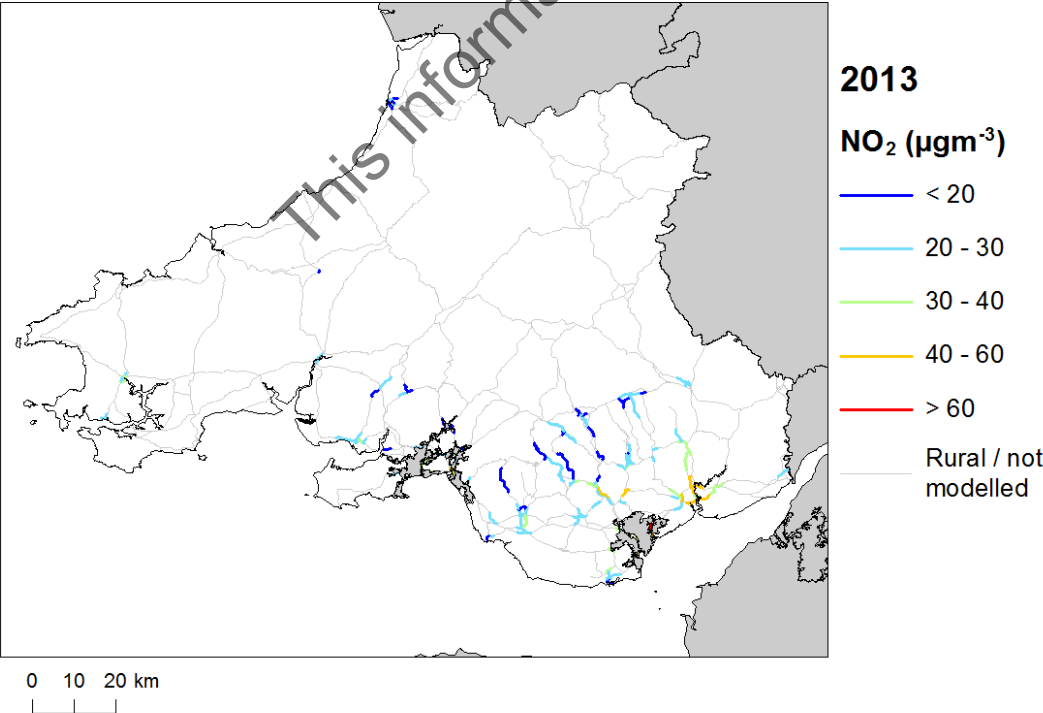 This informa
2013
NO₂ (µgm⁻³)
< 20
20 - 30
30 - 40
40 - 60
> 60
Rural / not
modelled
0 10 20 km